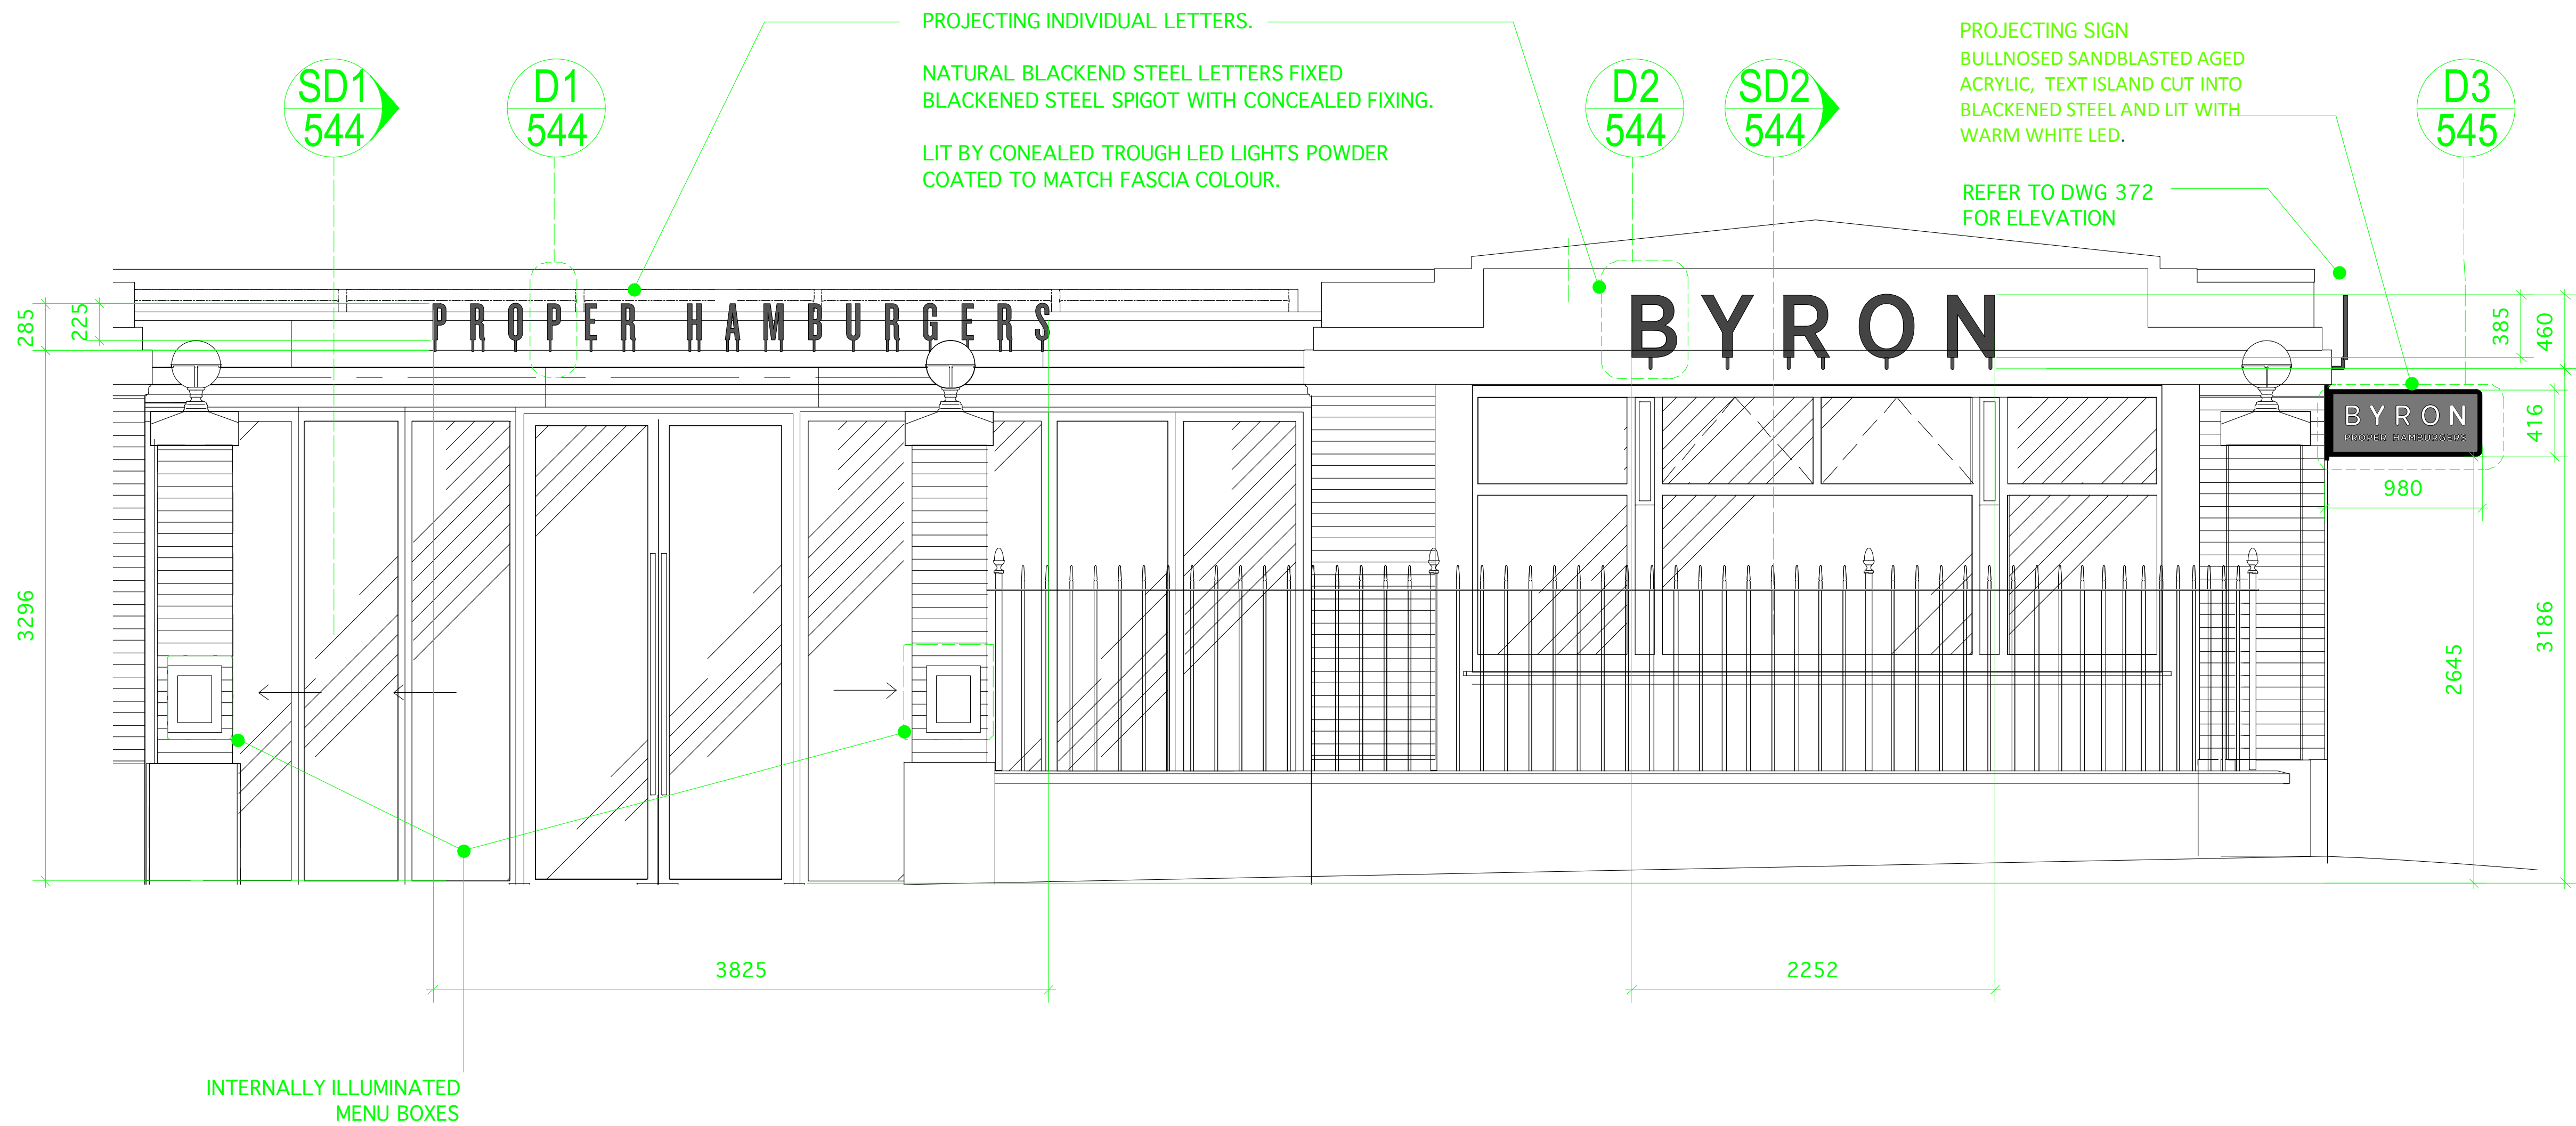 PROJECTING INDIVIDUAL LETTERS.
NATURAL BLACKEND STEEL LETTERS FIXED
BLACKENED STEEL SPIGOT WITH CONCEALED FIXING.
LIT BY CONEALED TROUGH LED LIGHTS POWDER
COATED TO MATCH FASCIA COLOUR.
PROJECTING SIGN
BULLNOSED SANDBLASTED AGED
ACRYLIC, TEXT ISLAND CUT INTO
BLACKENED STEEL AND LIT WITH
WARM WHITE LED.
REFER TO DWG 372
FOR ELEVATION
SD1
544
D1
544
D2
544
SD2
544
D3
545
285
225
PROPER HAMBURGERS
BYRON
385
460
BYRON
PROPER HAMBURGERS
416
980
3296
3186
2645
3825
2252
INTERNALLY ILLUMINATED
MENU BOXES